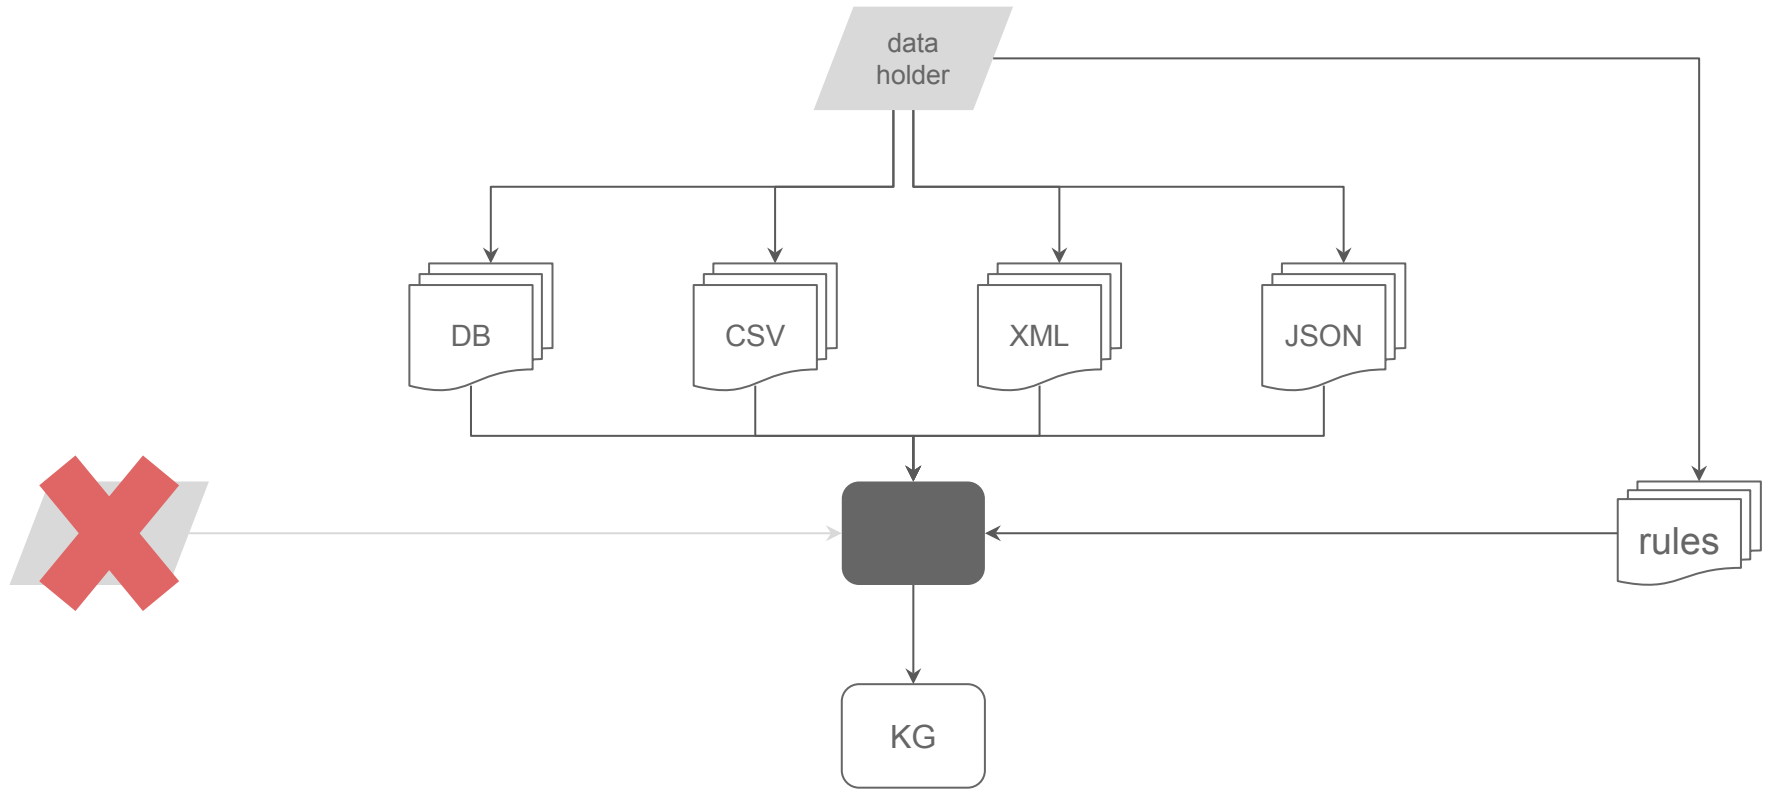 data
holder
DB
CSV
XML
JSON
rules
KG